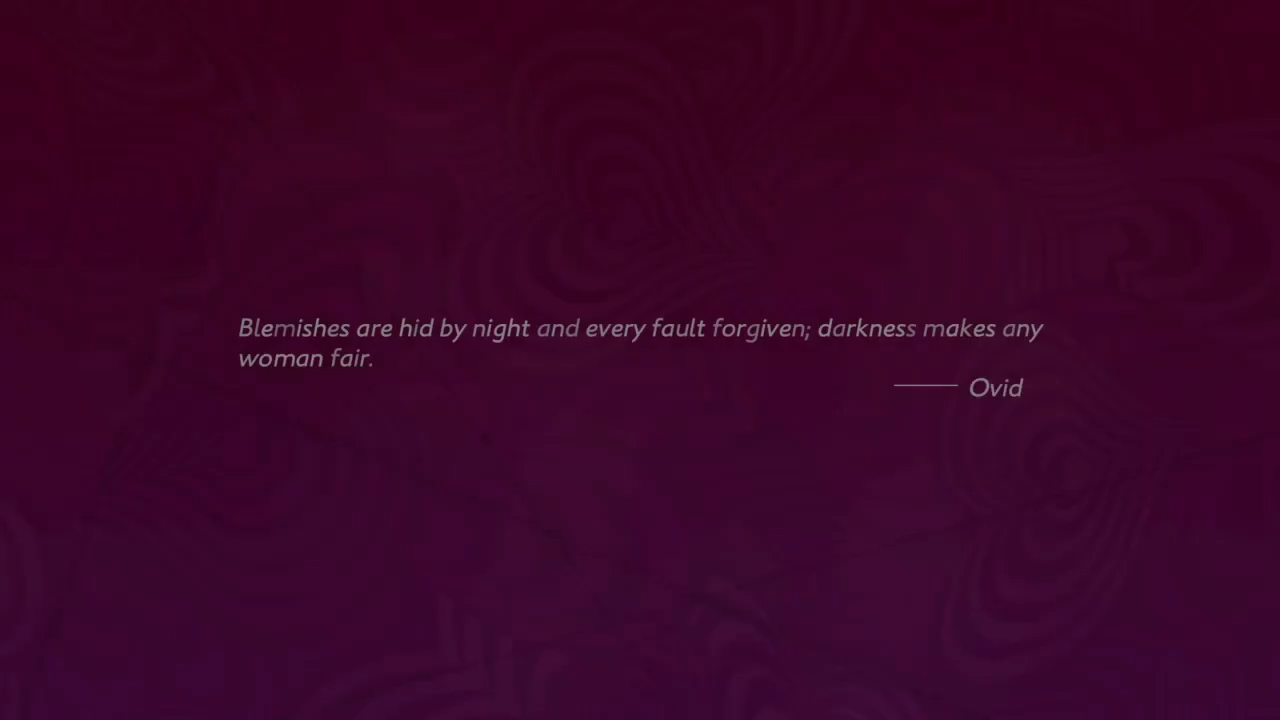 Blemishes are hid by night and every fault forgiven; darkness makes any
woman fair.
—— Ovid